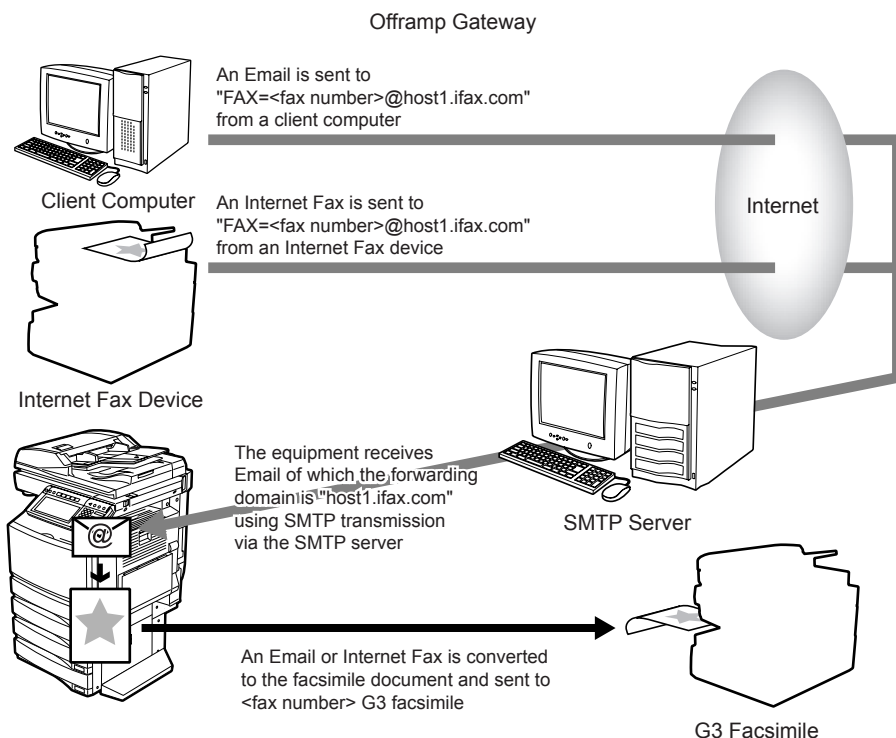 Offramp Gateway
An Email is sent to
"FAX=<fax number>@host1.ifax.com"
from a client computer
Client Computer
An Internet Fax is sent to
"FAX=<fax number>@host1.ifax.com"
from an Internet Fax device
Internet
Internet Fax Device
The equipment receives
Email of which the forwarding
domain is "host1.ifax.com"
using SMTP transmission
via the SMTP server
SMTP Server
@
An Email or Internet Fax is converted
to the facsimile document and sent to
<fax number> G3 facsimile
G3 Facsimile